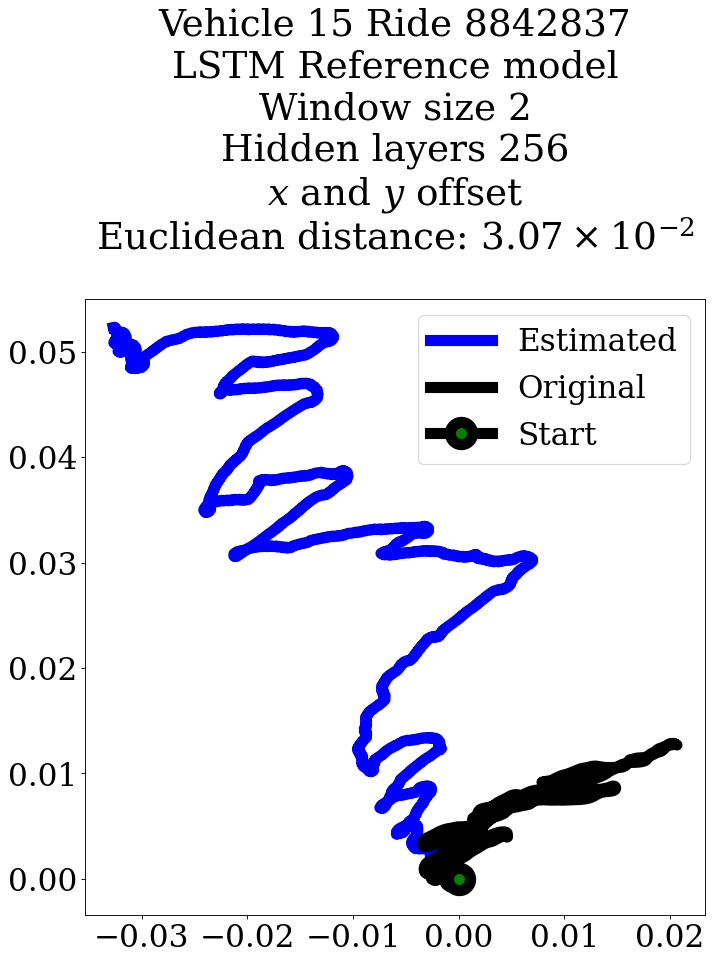 Vehicle 15 Ride 8842837
LSTM Reference model
Window size 2
Hidden layers 256
x and y offset
Euclidean distance: 3.07 × 10⁻²
Estimated
Original
Start
0.05
0.04
0.03
0.02
0.01
0.00
−0.03 −0.02 −0.01 0.00 0.01 0.02